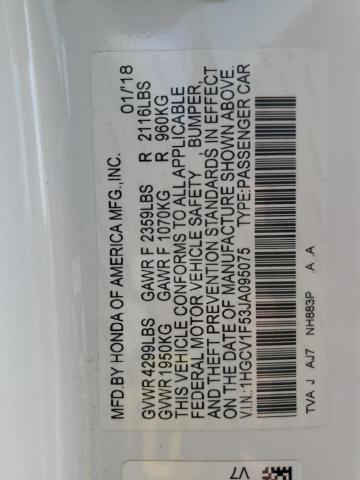 MFD.BY HONDA OF AMERICA MFG.,INC. 01/'18
GVWR 4299LBS GAWR F 2359LBS R 2116LBS
GVWR 1950KG GAWR F 1070KG R 960KG
THIS VEHICLE CONFORMS TO ALL APPLICABLE
FEDERAL MOTOR VEHICLE SAFETY BUMPER,
AND THEFT PREVENTION STANDARDS IN EFFECT
ON THE DATE OF MANUFACTURE SHOWN ABOVE.
V.I.N:1HGCV1F53JA095075 TYPE:PASSENGER CAR
TVA J AJ7 NH883P .A .A
V7